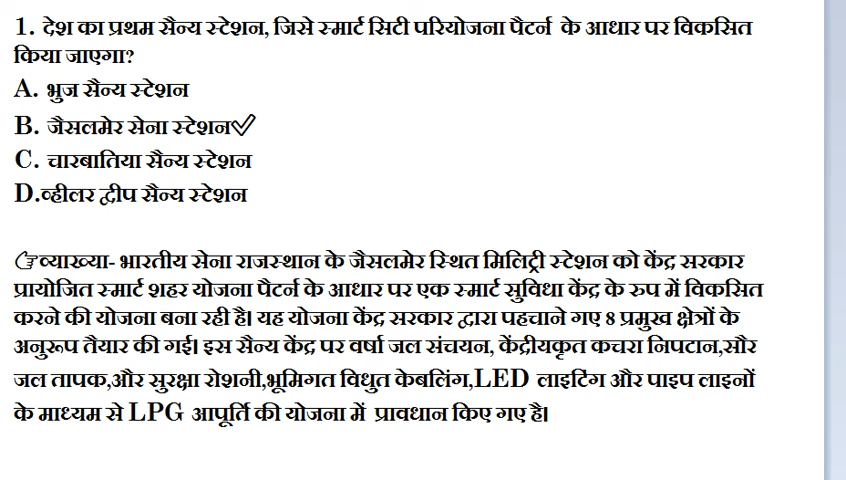 1. देश का प्रथम सैन्य स्टेशन, जिसे स्मार्ट सिटी परियोजना पैटर्न के आधार पर विकसित
किया जाएगा?
A. भुज सैन्य स्टेशन
B. जैसलमेर सेना स्टेशन✓
C. चारबातिया सैन्य स्टेशन
D.व्हीलर द्वीप सैन्य स्टेशन
👉व्याख्या- भारतीय सेना राजस्थान के जैसलमेर स्थित मिलिट्री स्टेशन को केंद्र सरकार
प्रायोजित स्मार्ट शहर योजना पैटर्न के आधार पर एक स्मार्ट सुविधा केंद्र के रुप में विकसित
करने की योजना बना रही है। यह योजना केंद्र सरकार द्वारा पहचाने गए 8 प्रमुख क्षेत्रों के
अनुरूप तैयार की गई। इस सैन्य केंद्र पर वर्षा जल संचयन, केंद्रीयकृत कचरा निपटान,सौर
जल तापक,और सुरक्षा रोशनी,भूमिगत विधुत केबलिंग,LED लाइटिंग और पाइप लाइनों
के माध्यम से LPG आपूर्ति की योजना में प्रावधान किए गए है।